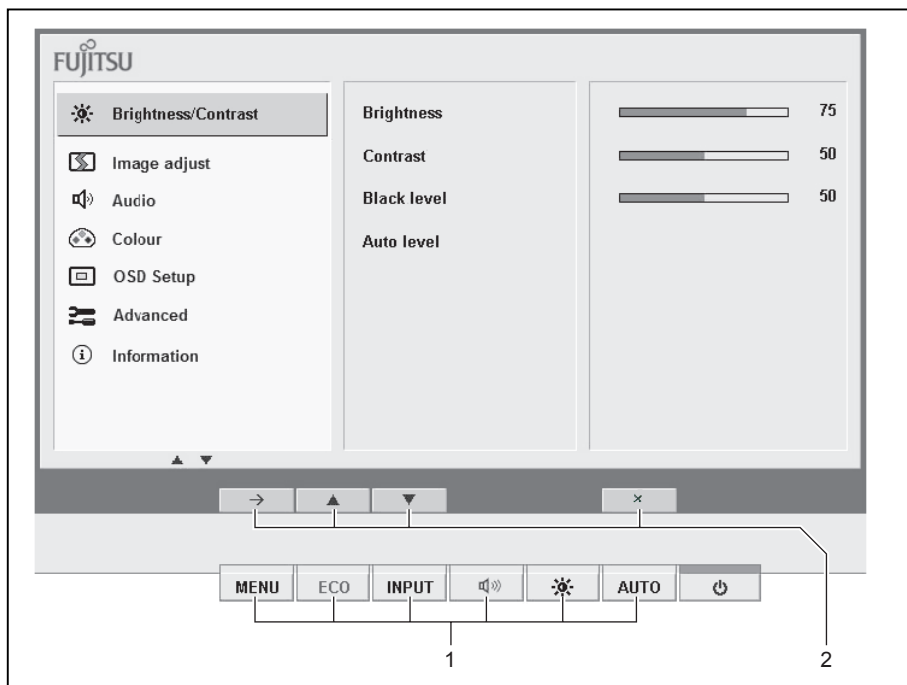 FUJITSU
Brightness/Contrast
Image adjust
Audio
Colour
OSD Setup
Advanced
Information
Brightness
Contrast
Black level
Auto level
75
50
50
MENU ECO INPUT AUTO
1 2